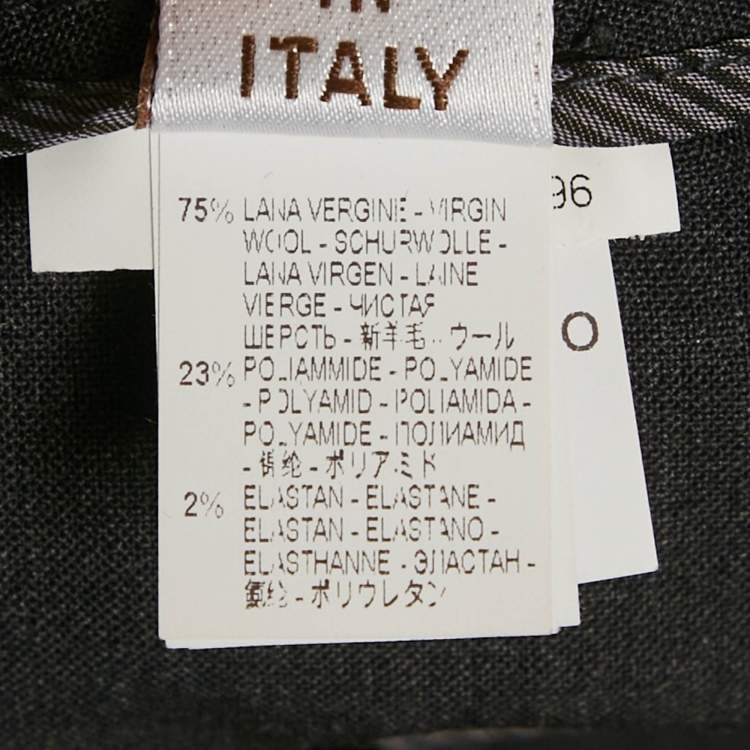 IN
ITALY
96
75% LANA VERGINE - VIRGIN
WOOL - SCHURWOLLE -
LANA VIRGEN - LAINE
VIERGE - ЧИСТАЯ
ШЕРСТЬ - 新羊毛 - ウール
O
23% POLIAMMIDE - POLYAMIDE
- POLYAMID - POLIAMIDA -
POLYAMIDE - ПОЛИАМИД
- 锦纶 - ポリアミド
2% ELASTAN - ELASTANE -
ELASTAN - ELASTANO -
ELASTHANNE - ЭЛАСТАН -
氨纶 - ポリウレタン